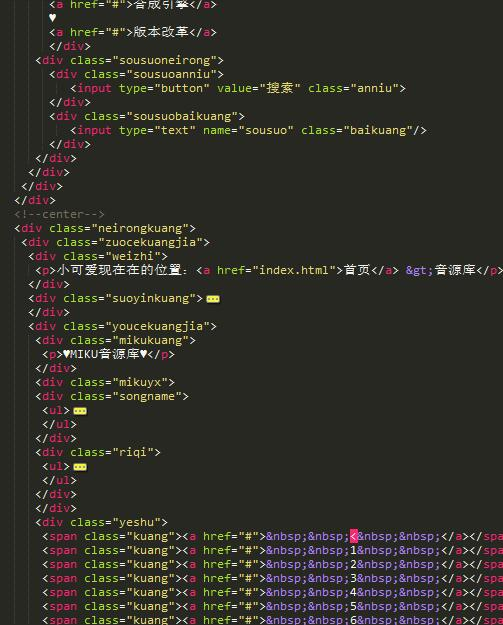 <a href="#">合成引擎</a>
♥
<a href="#">版本改革</a>
</div>
<div class="sousuoneirong">
<div class="sousuoanniu">
<input type="button" value="搜索" class="anniu">
</div>
<div class="sousuobaikuang">
<input type="text" name="sousuo" class="baikuang"/>
</div>
</div>
</div>
</div>
</div>
<!--center-->
<div class="neirongkuang">
<div class="zuocekuangjia">
<div class="weizhi">
<p>小可爱现在在的位置：<a href="index.html">首页</a> &gt;音源库</p>
</div>
<div class="suoyinkuang">
</div>
<div class="youcekuangjia">
<div class="mikukuang">
<p>♥MIKU音源库♥</p>
</div>
<div class="mikuyx">
<div class="songname">
<ul>
</ul>
</div>
<div class="riqi">
<ul>
</ul>
</div>
</div>
<div class="yeshu">
<span class="kuang"><a href="#">&nbsp;&nbsp;<&nbsp;&nbsp;</a></spa
<span class="kuang"><a href="#">&nbsp;&nbsp;1&nbsp;&nbsp;</a></spa
<span class="kuang"><a href="#">&nbsp;&nbsp;2&nbsp;&nbsp;</a></spa
<span class="kuang"><a href="#">&nbsp;&nbsp;3&nbsp;&nbsp;</a></spa
<span class="kuang"><a href="#">&nbsp;&nbsp;4&nbsp;&nbsp;</a></spa
<span class="kuang"><a href="#">&nbsp;&nbsp;5&nbsp;&nbsp;</a></spa
<span class="kuang"><a href="#">&nbsp;&nbsp;6&nbsp;&nbsp;</a></spa